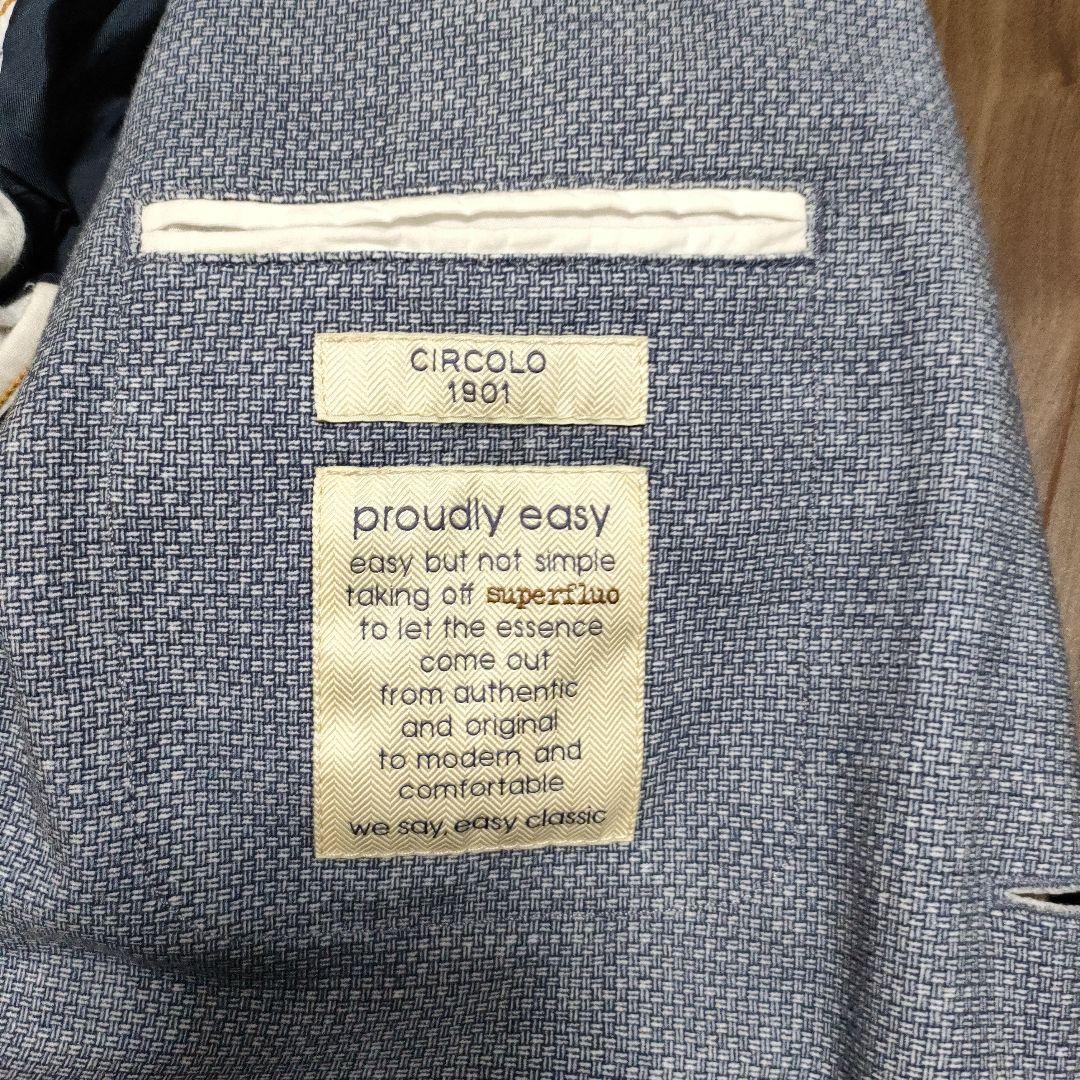 CIRCOLO
1901
proudly easy
easy but not simple
taking off superfluo
to let the essence
come out
from authentic
and original
to modern and
comfortable
we say, easy classic